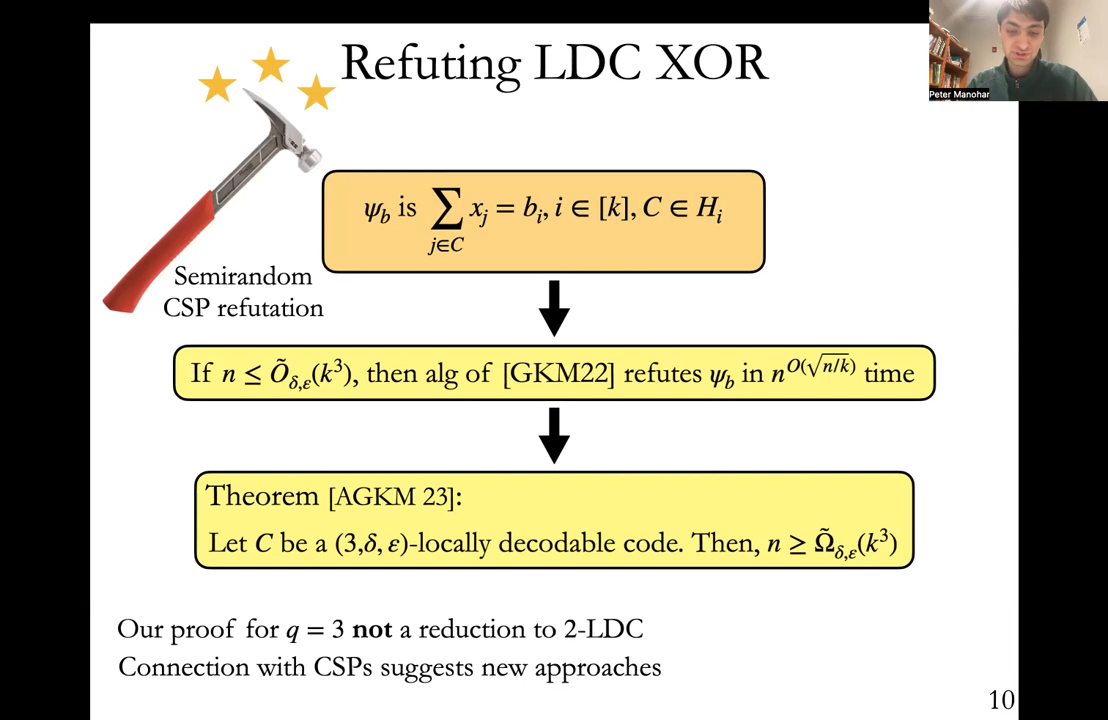 Refuting LDC XOR
Peter Manohar
ψ_b is ∑_{j∈C} x_j = b_i, i ∈ [k], C ∈ H_i
Semirandom
CSP refutation
If n ≤ Õ_{δ,ε}(k³), then alg of [GKM22] refutes ψ_b in n^{O(√(n/k))} time
Theorem [AGKM 23]:
Let C be a (3,δ, ε)-locally decodable code. Then, n ≥ Ω̃_{δ,ε}(k³)
Our proof for q = 3 not a reduction to 2-LDC
Connection with CSPs suggests new approaches
10